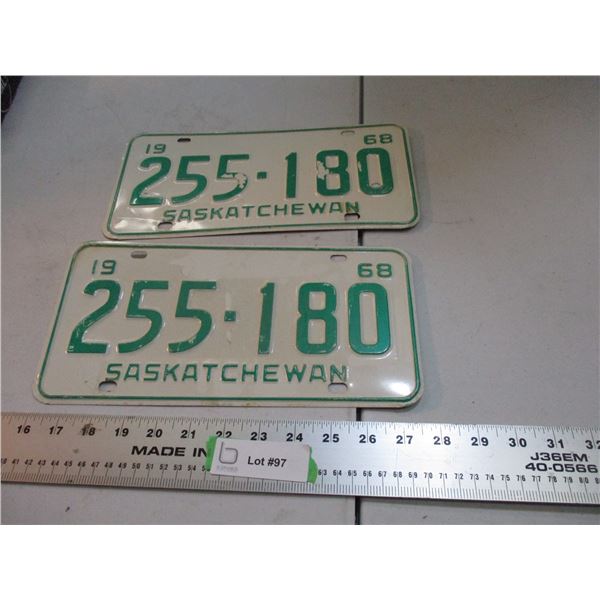 19 68
255-180
SASKATCHEWAN
19 68
255-180
SASKATCHEWAN
16 17 18 19 20 21 22 23 24 25 26 27 28 29 30 31 32
MADE IN
Lot #97
J36EM
40-0566